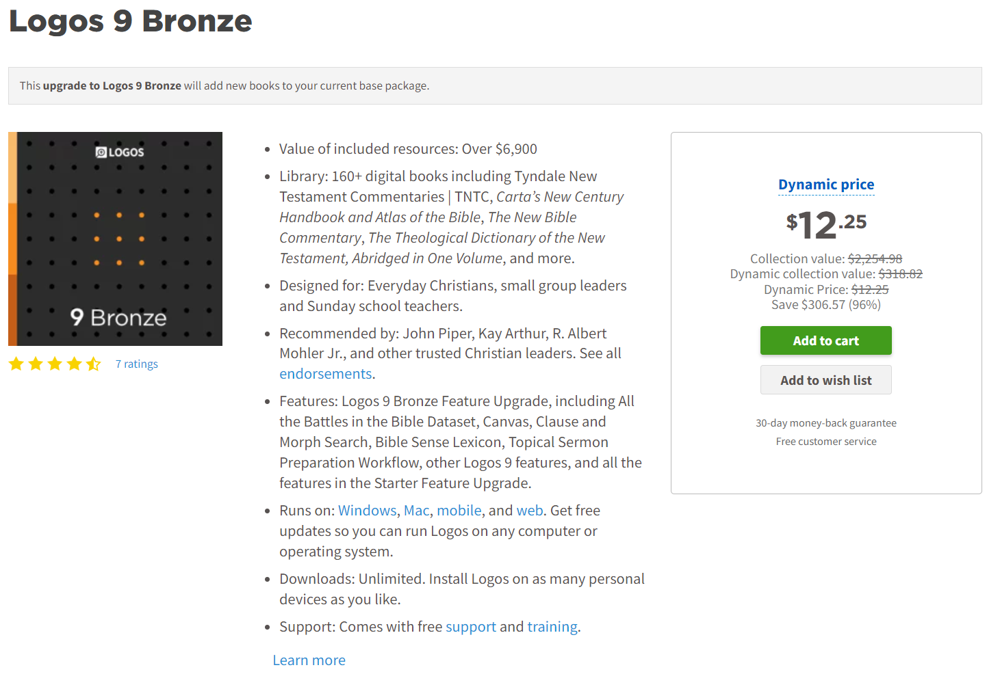 Logos 9 Bronze
This upgrade to Logos 9 Bronze will add new books to your current base package.
LOGOS
9 Bronze
7 ratings
• Value of included resources: Over $6,900
• Library: 160+ digital books including Tyndale New
Testament Commentaries | TNTC, Carta’s New Century
Handbook and Atlas of the Bible, The New Bible
Commentary, The Theological Dictionary of the New
Testament, Abridged in One Volume, and more.
• Designed for: Everyday Christians, small group leaders
and Sunday school teachers.
• Recommended by: John Piper, Kay Arthur, R. Albert
Mohler Jr., and other trusted Christian leaders. See all
endorsements.
• Features: Logos 9 Bronze Feature Upgrade, including All
the Battles in the Bible Dataset, Canvas, Clause and
Morph Search, Bible Sense Lexicon, Topical Sermon
Preparation Workflow, other Logos 9 features, and all the
features in the Starter Feature Upgrade.
• Runs on: Windows, Mac, mobile, and web. Get free
updates so you can run Logos on any computer or
operating system.
• Downloads: Unlimited. Install Logos on as many personal
devices as you like.
• Support: Comes with free support and training.
Learn more
Dynamic price
$12.25
Collection value: $2,254.98
Dynamic collection value: $318.82
Dynamic Price: $12.25
Save $306.57 (96%)
Add to cart
Add to wish list
30-day money-back guarantee
Free customer service